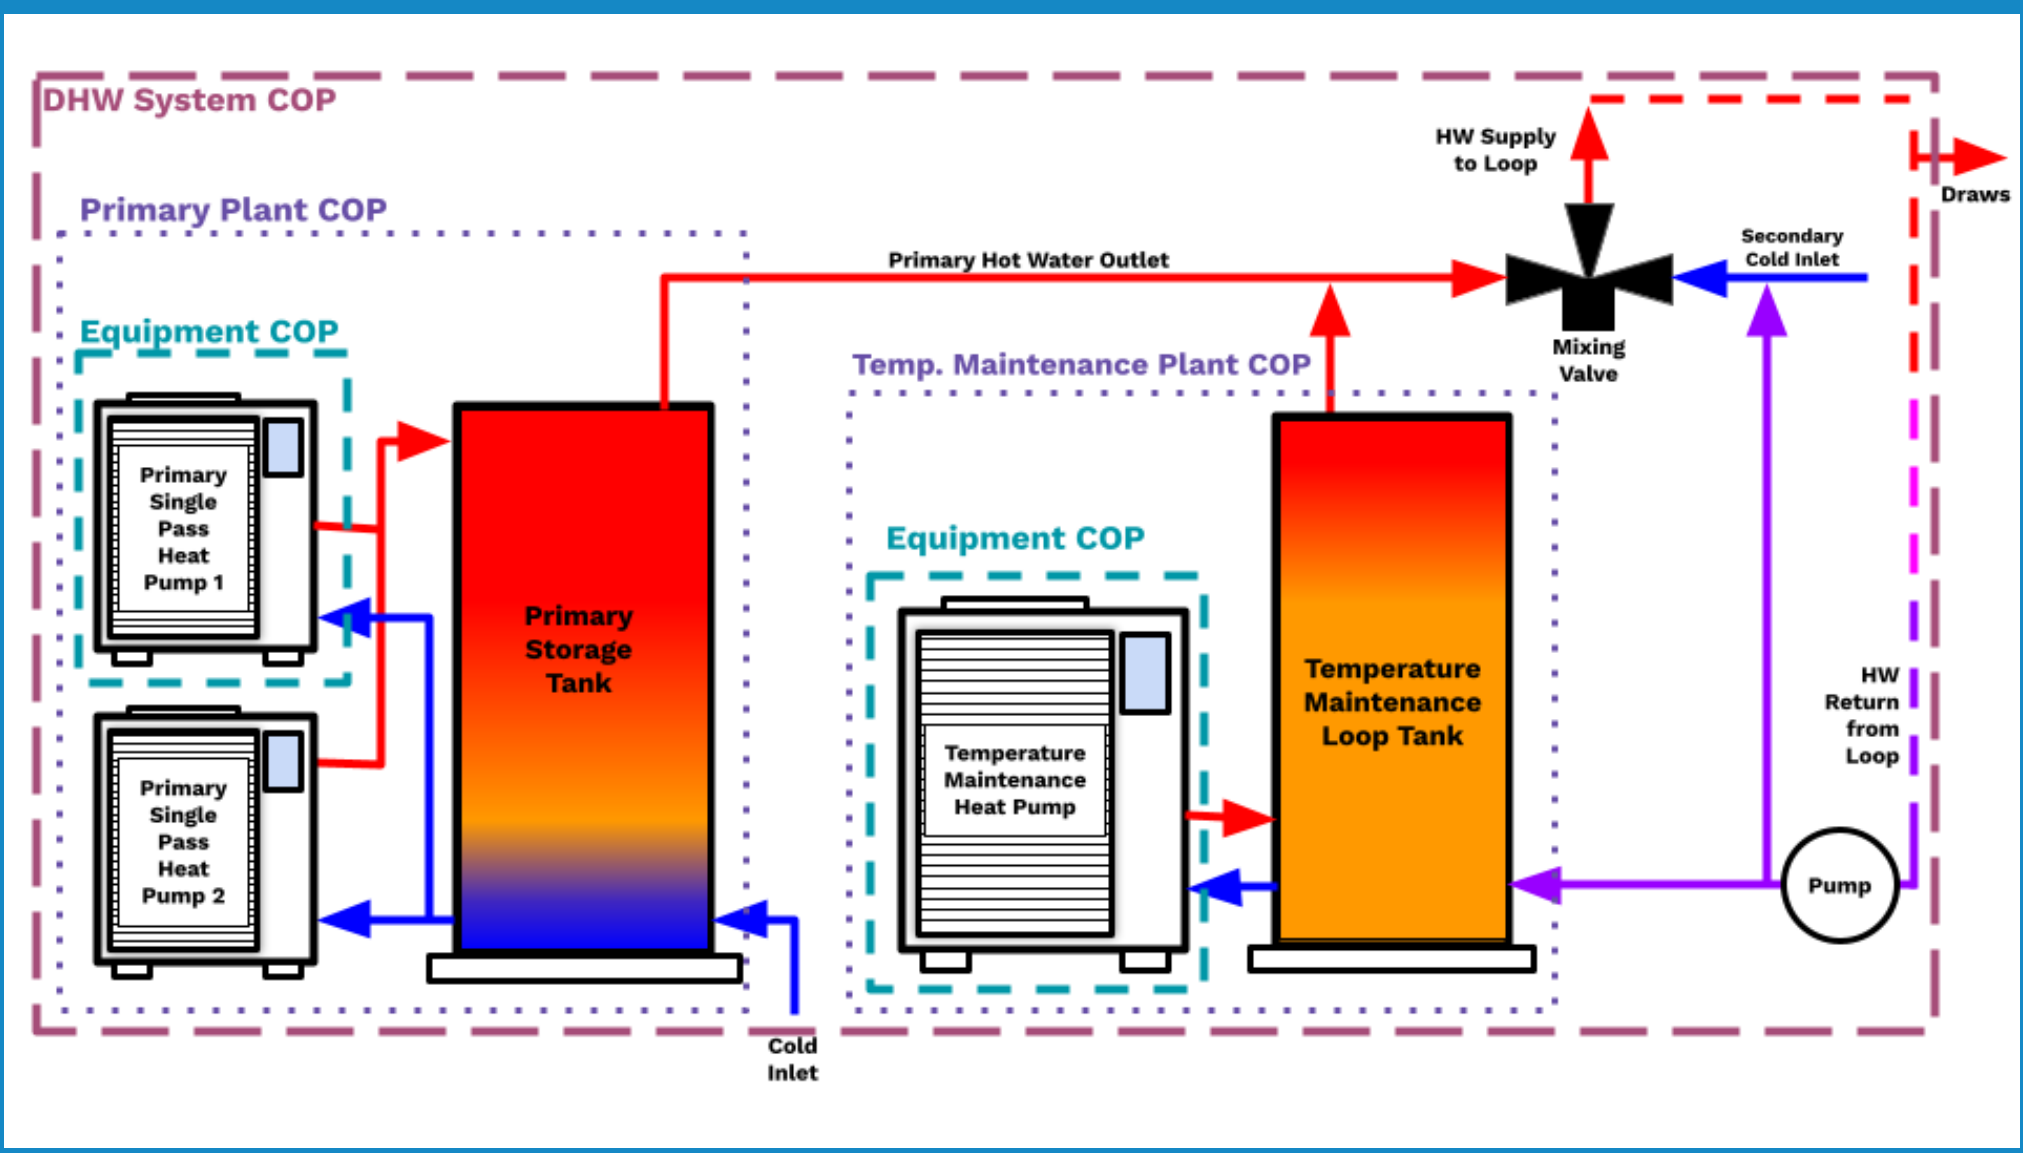 DHW System COP
HW Supply
to Loop
Draws
Primary Plant COP
Secondary
Cold Inlet
Primary Hot Water Outlet
Equipment COP
Mixing
Valve
Temp. Maintenance Plant COP
Primary
Single
Pass
Heat
Pump 1
Equipment COP
Primary
Storage
Tank
Temperature
Maintenance
Loop Tank
HW
Return
from
Loop
Temperature
Maintenance
Heat Pump
Primary
Single
Pass
Heat
Pump 2
Pump
Cold
Inlet